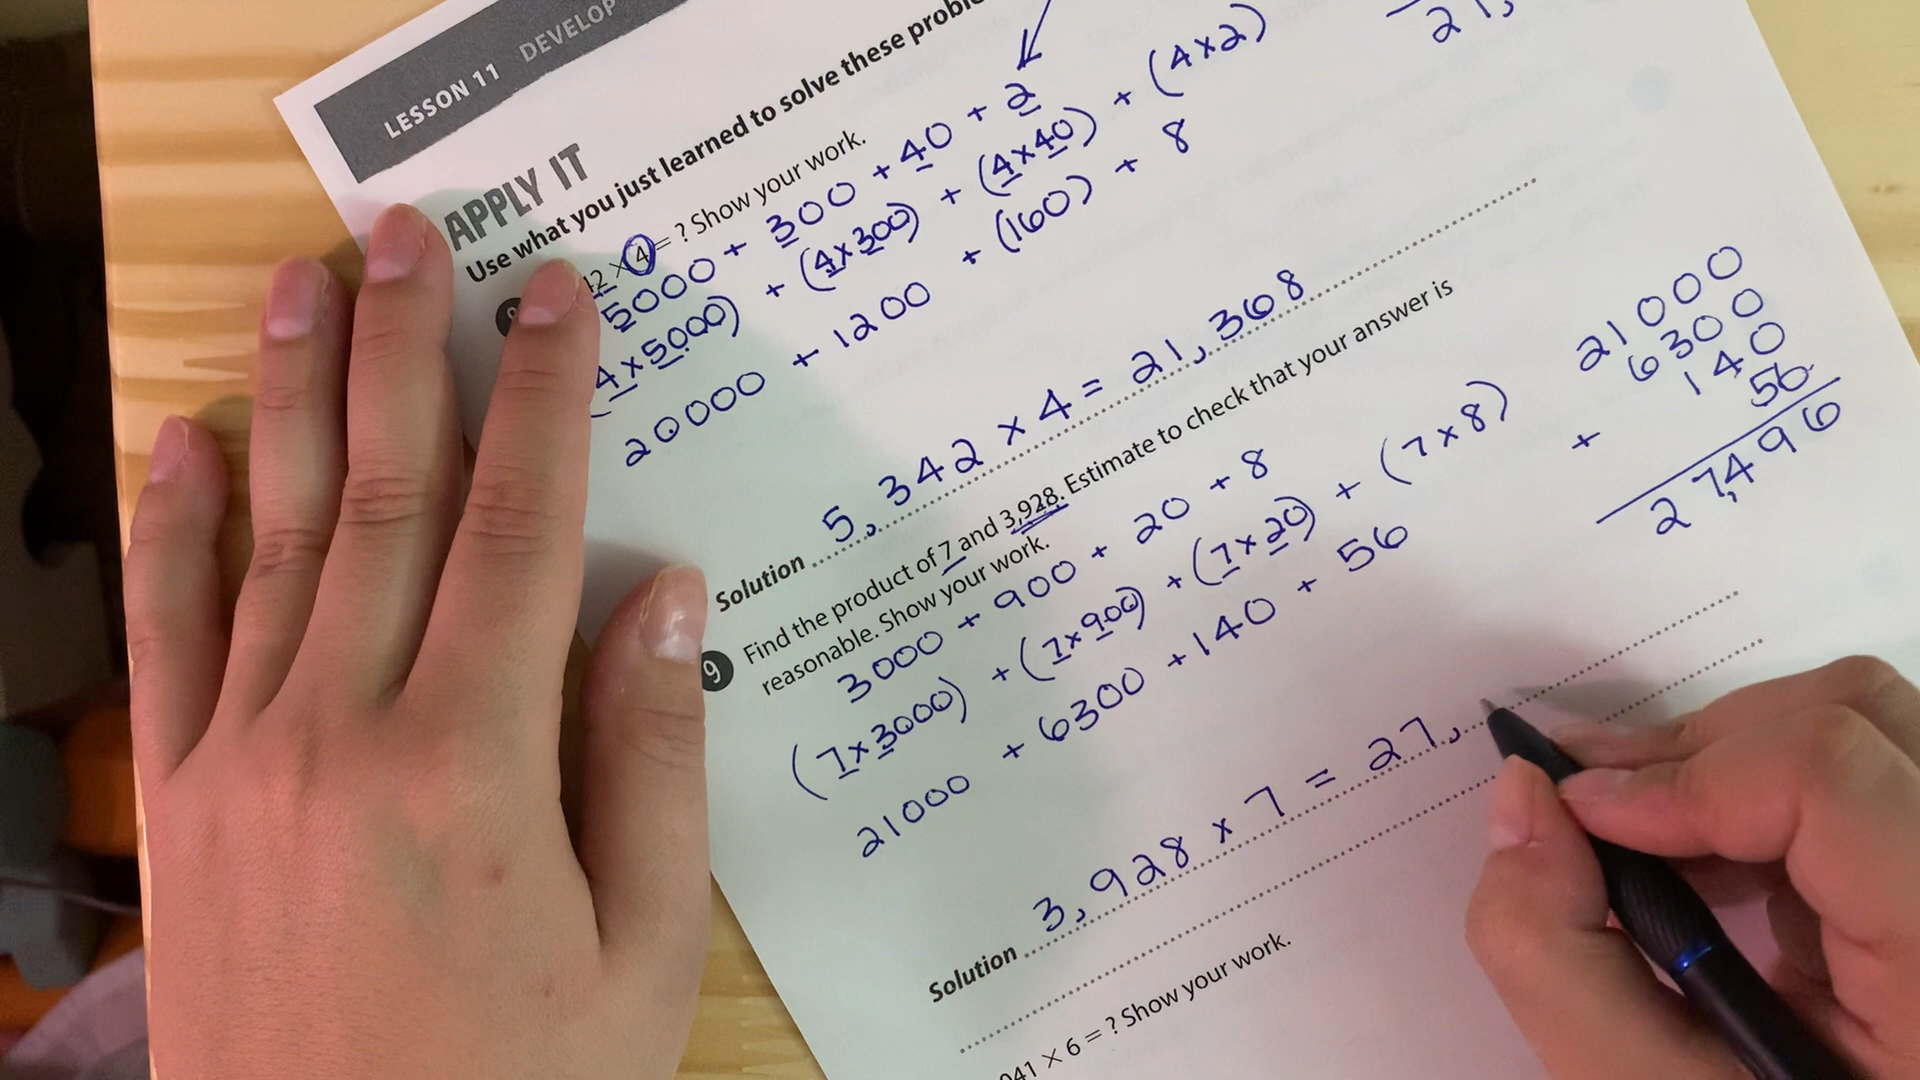 LESSON 11 DEVELOP
APPLY IT
Use what you just learned to solve these
42 × 4 = ? Show your work.
5000 + 300 + 40 + 2
(4×5000) + (4×300) + (4×40) + (4×2)
20000 + 1200 + (160) + 8
21,
Solution 5,342 × 4 = 21,368
9 Find the product of 7 and 3,928. Estimate to check that your answer is
reasonable. Show your work.
3000 + 900 + 20 + 8
(7×3000) + (7×900) + (7×20) + (7×8)
21000 + 6300 + 140 + 56
21000
6300
140
+ 56
27,496
Solution 3,928 × 7 = 27,
041 × 6 = ? Show your work.